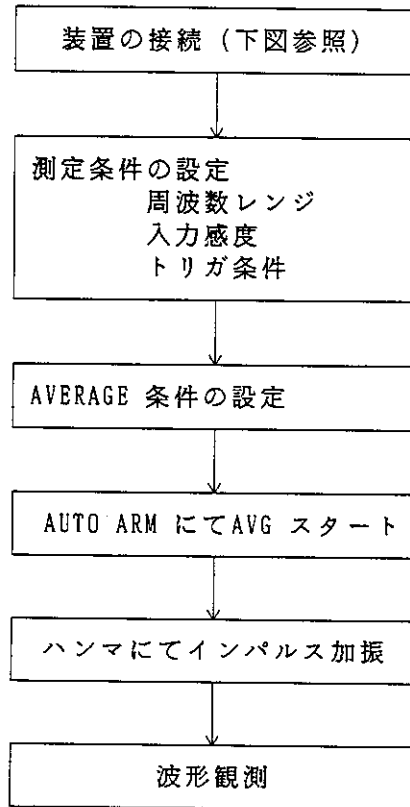 装置の接続（下図参照）
測定条件の設定
周波数レンジ
入力感度
トリガ条件
AVERAGE 条件の設定
AUTO ARM にてAVG スタート
ハンマにてインパルス加振
波形観測